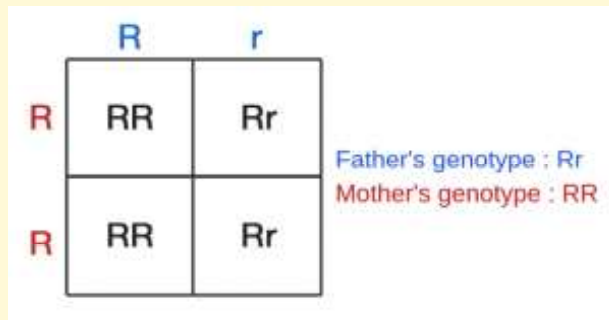 R r
R RR Rr
Father's genotype : Rr
Mother's genotype : RR
R RR Rr